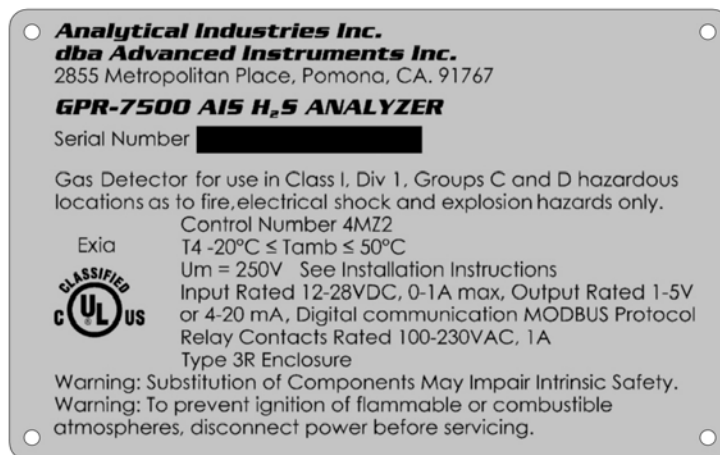 Analytical Industries Inc.
dba Advanced Instruments Inc.
2855 Metropolitan Place, Pomona, CA. 91767
GPR-7500 AIS H₂S ANALYZER
Serial Number
Gas Detector for use in Class I, Div 1, Groups C and D hazardous
locations as to fire,electrical shock and explosion hazards only.
Control Number 4MZ2
Exia T4 -20°C ≤ Tamb ≤ 50°C
Um = 250V See Installation Instructions
CLASSIFIED
C UL® US
Input Rated 12-28VDC, 0-1A max, Output Rated 1-5V
or 4-20 mA, Digital communication MODBUS Protocol
Relay Contacts Rated 100-230VAC, 1A
Type 3R Enclosure
Warning: Substitution of Components May Impair Intrinsic Safety.
Warning: To prevent ignition of flammable or combustible
atmospheres, disconnect power before servicing.